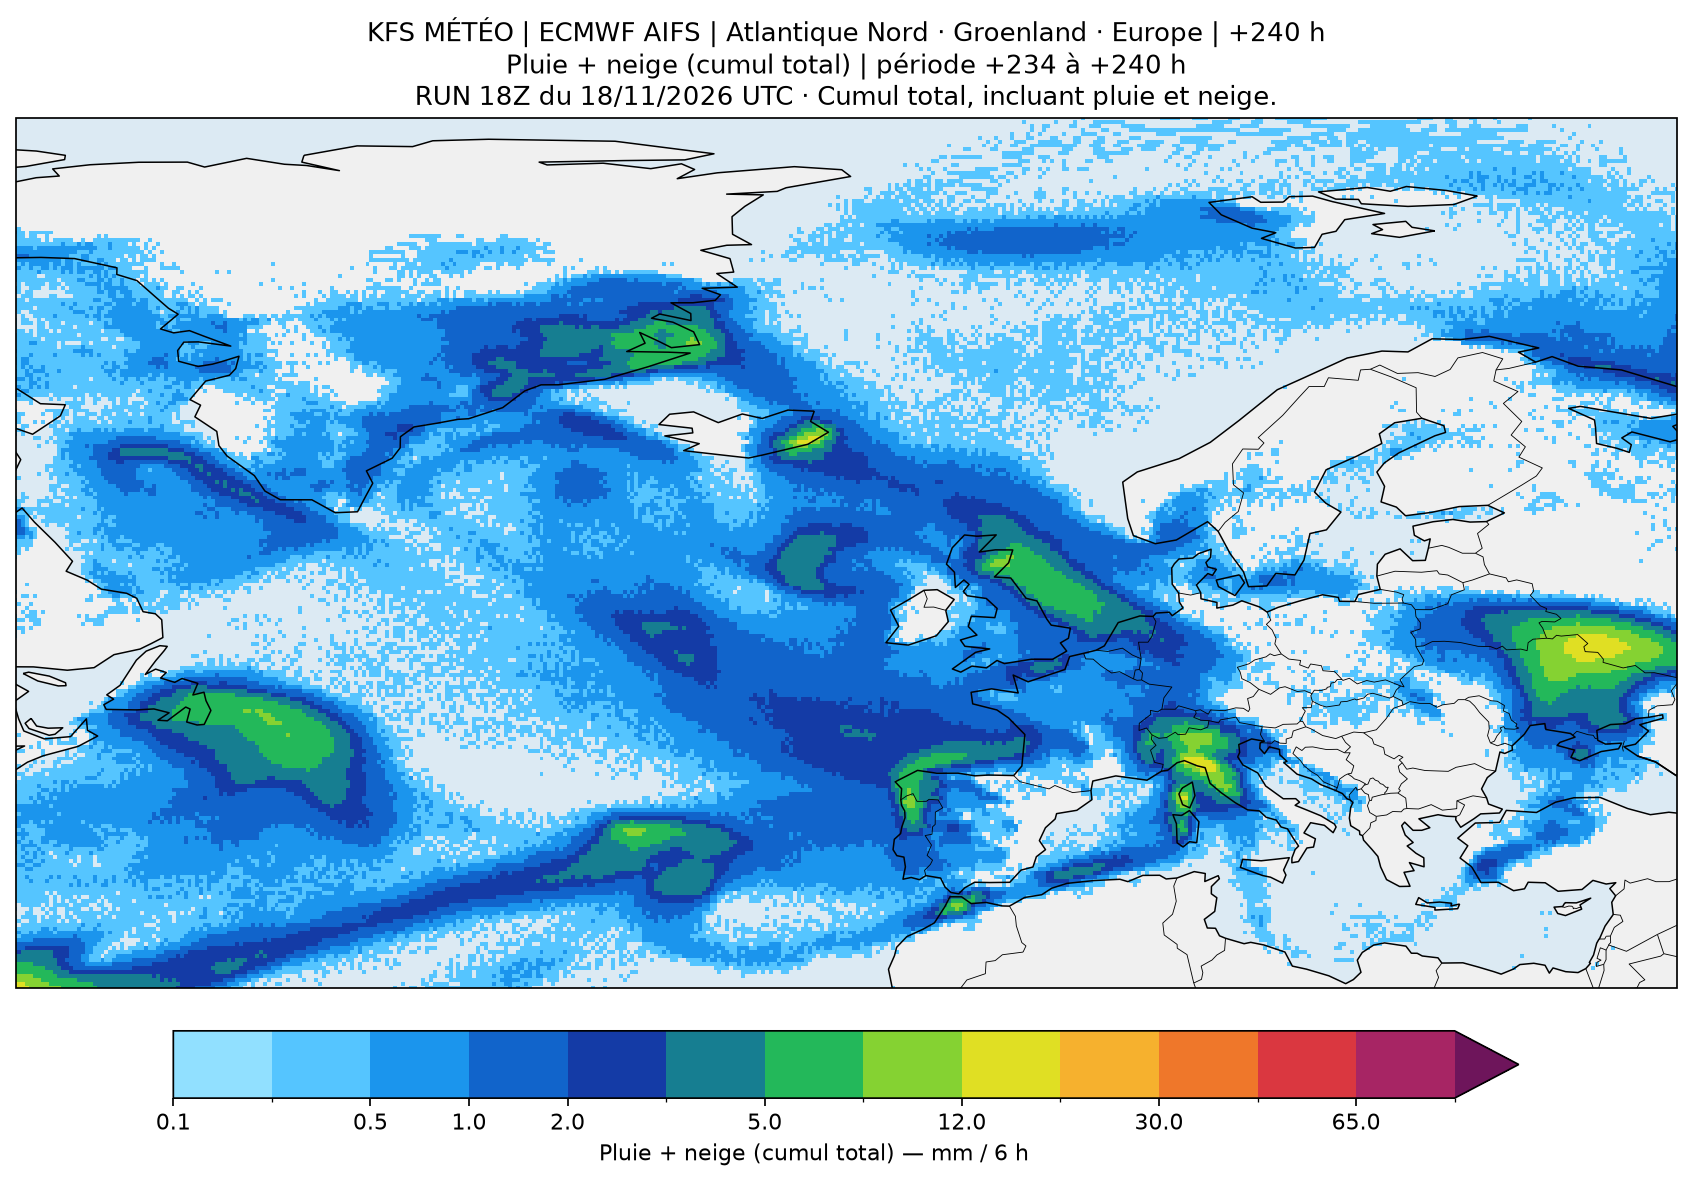 KFS MÉTÉO | ECMWF AIFS | Atlantique Nord · Groenland · Europe | +240 h
Pluie + neige (cumul total) | période +234 à +240 h
RUN 18Z du 18/11/2026 UTC · Cumul total, incluant pluie et neige.
0.1 0.5 1.0 2.0 5.0 12.0 30.0 65.0
Pluie + neige (cumul total) — mm / 6 h